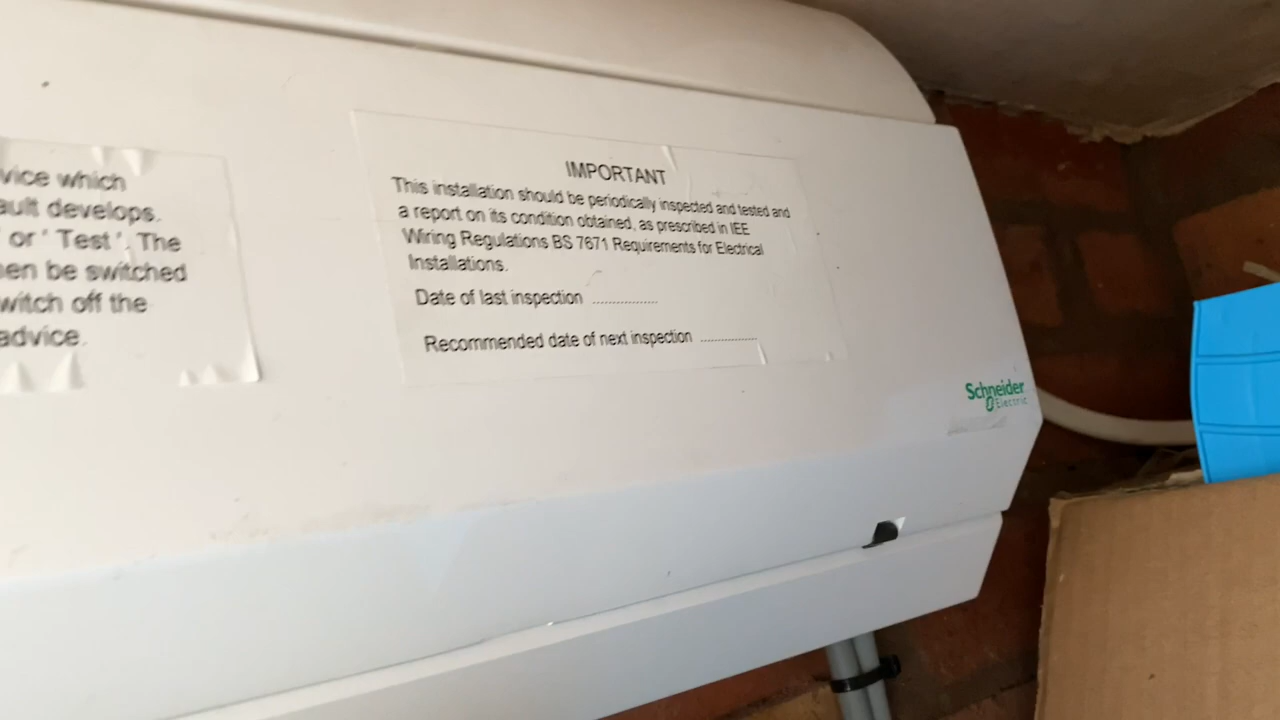 vice which
ault develops.
' or ' Test '. The
hen be switched
witch off the
advice.
IMPORTANT
This installation should be periodically inspected and tested and
a report on its condition obtained, as prescribed in IEE
Wiring Regulations BS 7671 Requirements for Electrical
Installations.
Date of last inspection ..................
Recommended date of next inspection ................
Schneider
Electric